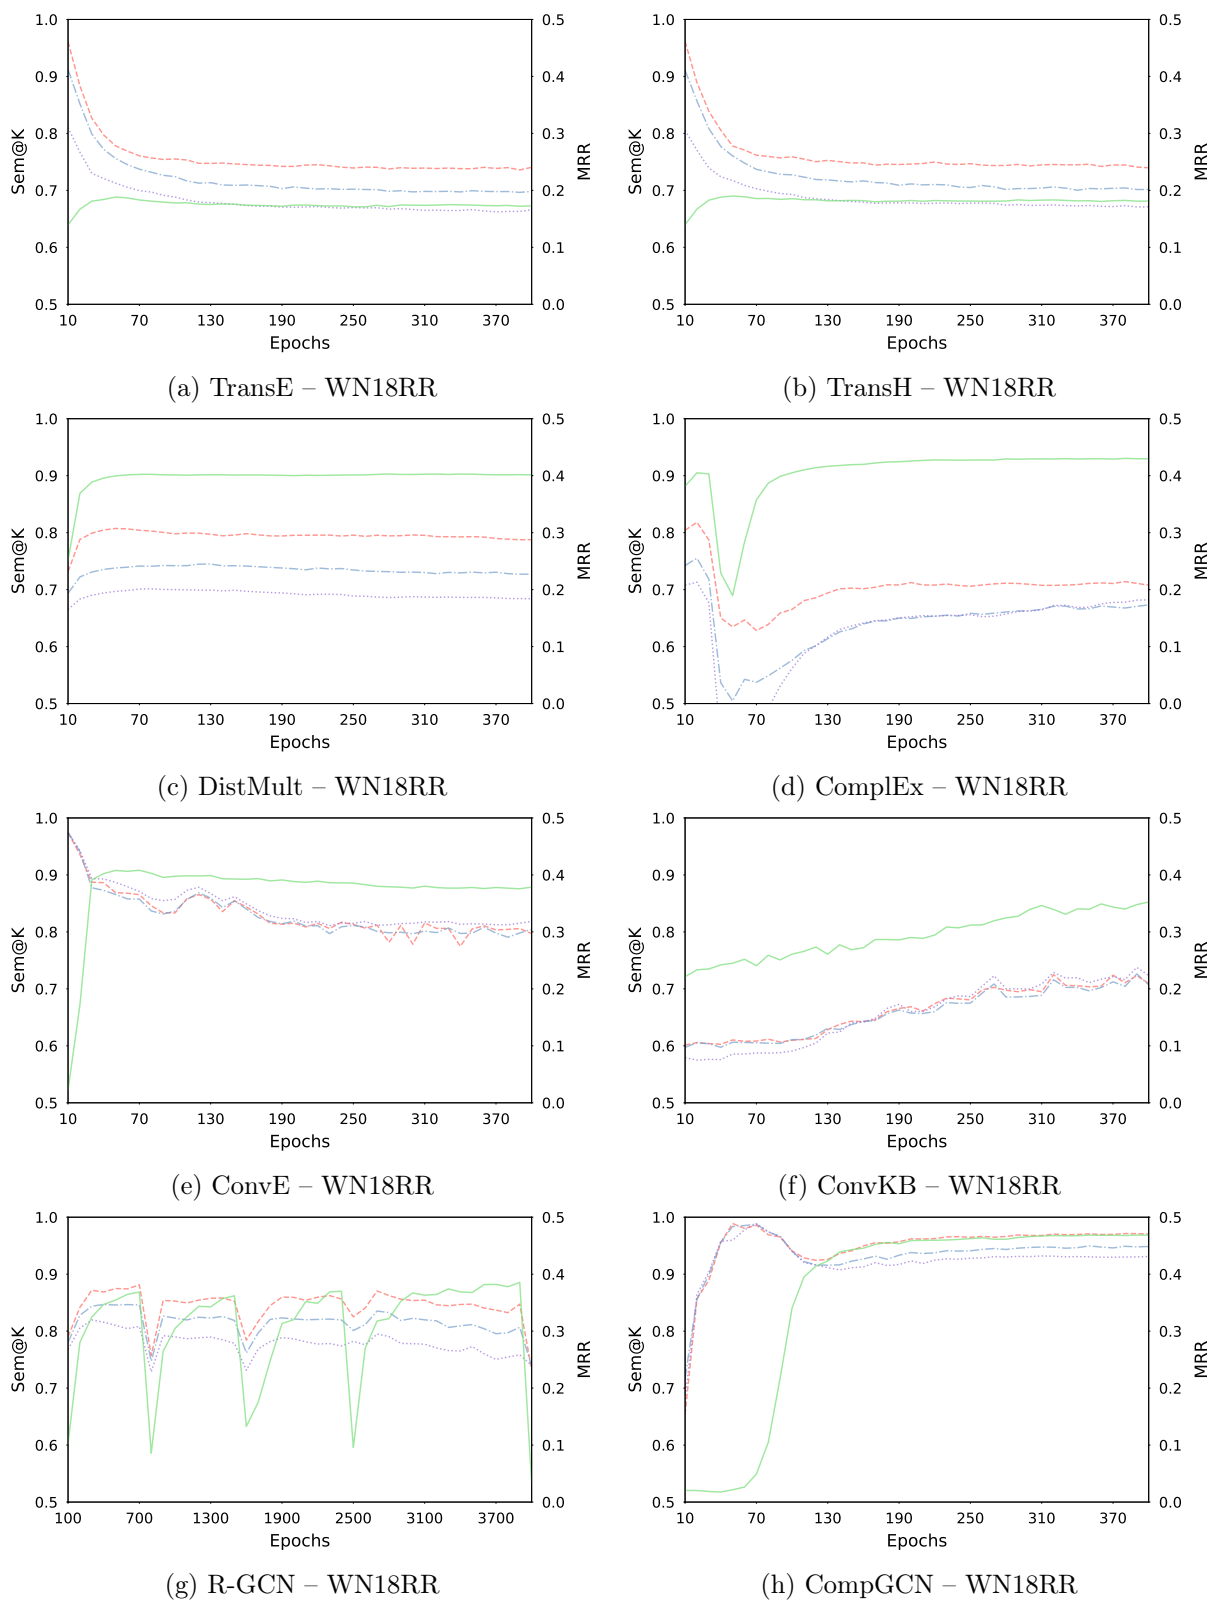 1.0
0.9
0.8
0.7
0.6
0.5
Sem@K
0.5
0.4
0.3
0.2
0.1
0.0
MRR
10 70 130 190 250 310 370
Epochs
(a) TransE – WN18RR
1.0
0.9
0.8
0.7
0.6
0.5
Sem@K
0.5
0.4
0.3
0.2
0.1
0.0
MRR
10 70 130 190 250 310 370
Epochs
(b) TransH – WN18RR
1.0
0.9
0.8
0.7
0.6
0.5
Sem@K
0.5
0.4
0.3
0.2
0.1
0.0
MRR
10 70 130 190 250 310 370
Epochs
(c) DistMult – WN18RR
1.0
0.9
0.8
0.7
0.6
0.5
Sem@K
0.5
0.4
0.3
0.2
0.1
0.0
MRR
10 70 130 190 250 310 370
Epochs
(d) ComplEx – WN18RR
1.0
0.9
0.8
0.7
0.6
0.5
Sem@K
0.5
0.4
0.3
0.2
0.1
0.0
MRR
10 70 130 190 250 310 370
Epochs
(e) ConvE – WN18RR
1.0
0.9
0.8
0.7
0.6
0.5
Sem@K
0.5
0.4
0.3
0.2
0.1
0.0
MRR
10 70 130 190 250 310 370
Epochs
(f) ConvKB – WN18RR
1.0
0.9
0.8
0.7
0.6
0.5
Sem@K
0.5
0.4
0.3
0.2
0.1
0.0
MRR
100 700 1300 1900 2500 3100 3700
Epochs
(g) R-GCN – WN18RR
1.0
0.9
0.8
0.7
0.6
0.5
Sem@K
0.5
0.4
0.3
0.2
0.1
0.0
MRR
10 70 130 190 250 310 370
Epochs
(h) CompGCN – WN18RR